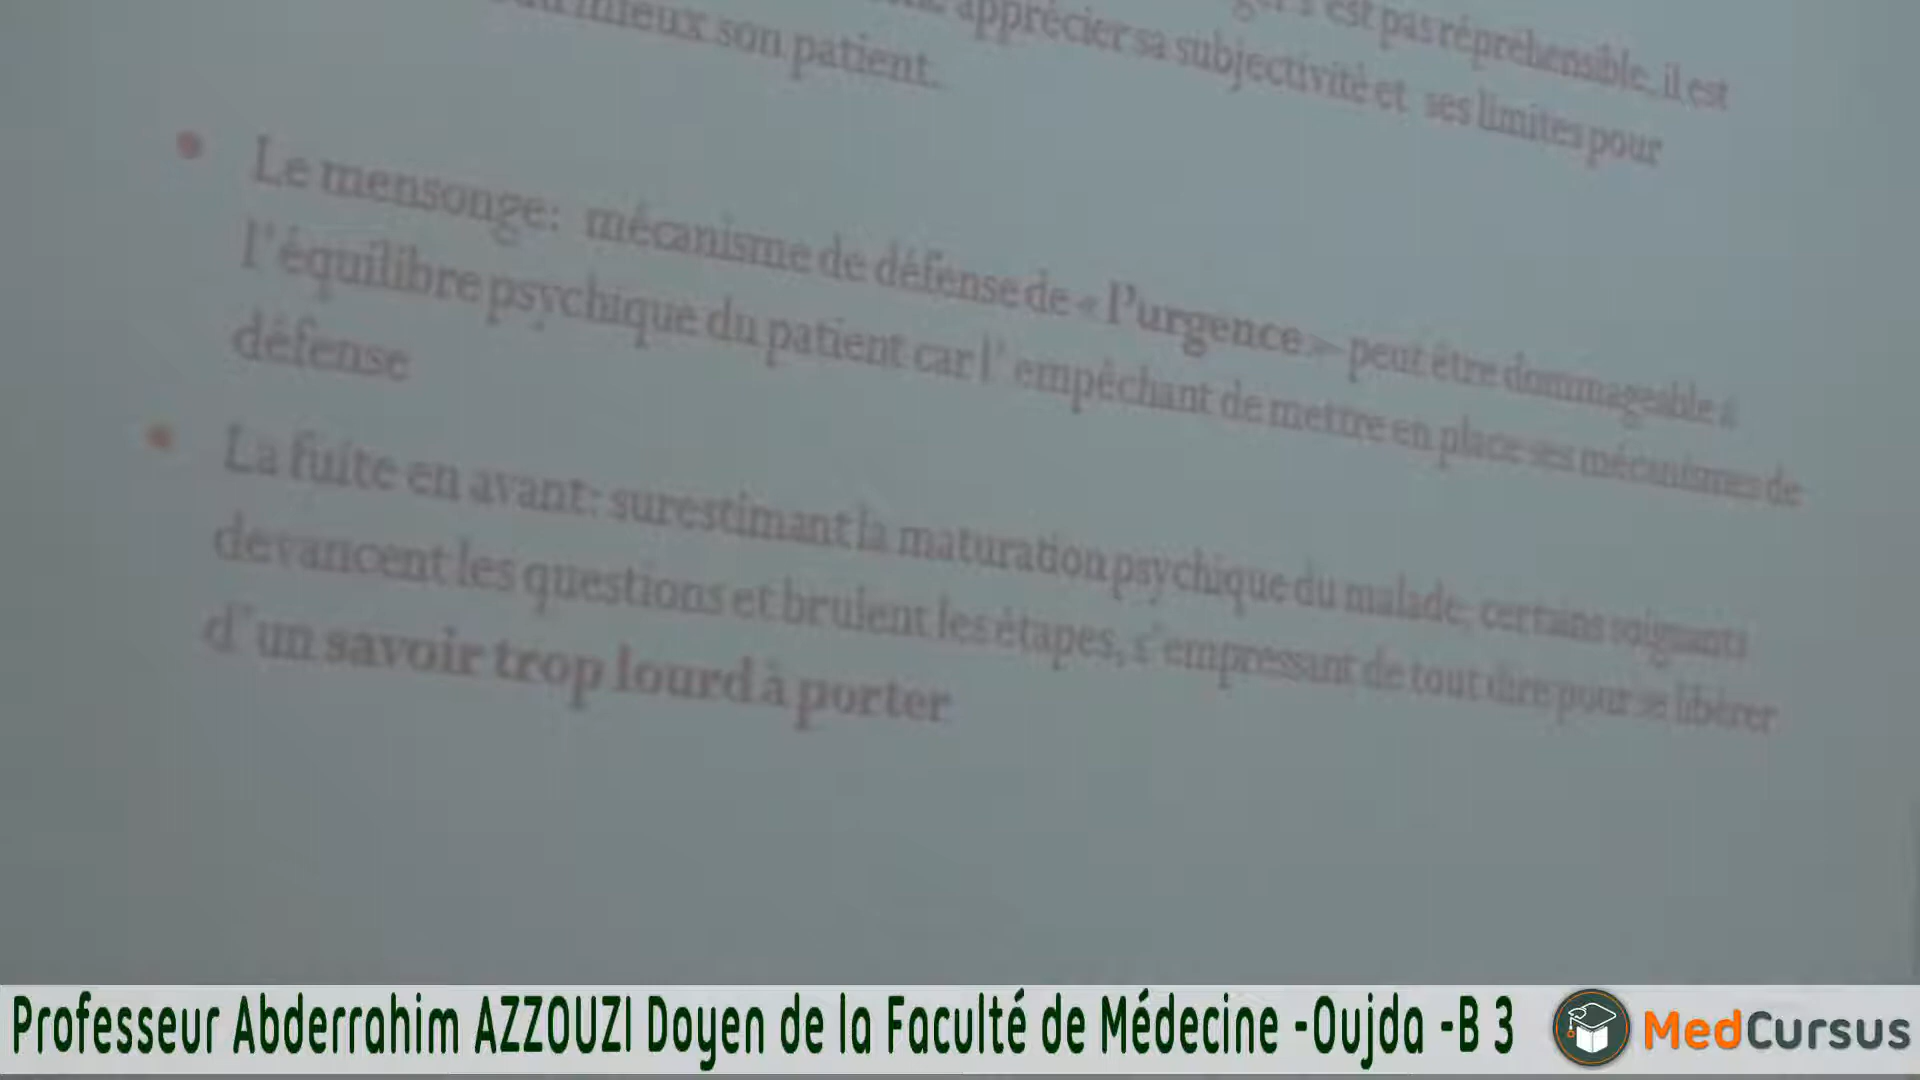 est pas répréhensible, il est
apprécier sa subjectivité et ses limites pour
mieux son patient.
• Le mensonge: mécanisme de défense de « l'urgence » peut être dommageable à
l'équilibre psychique du patient car l' empêchant de mettre en place ses mécanismes de
défense
• La fuite en avant: surestimant la maturation psychique du malade, certains soignants
devancent les questions et brulent les étapes, s'empressant de tout dire pour se libérer
d'un savoir trop lourd à porter
Professeur Abderrahim AZZOUZI Doyen de la Faculté de Médecine -Oujda -B 3
MedCursus